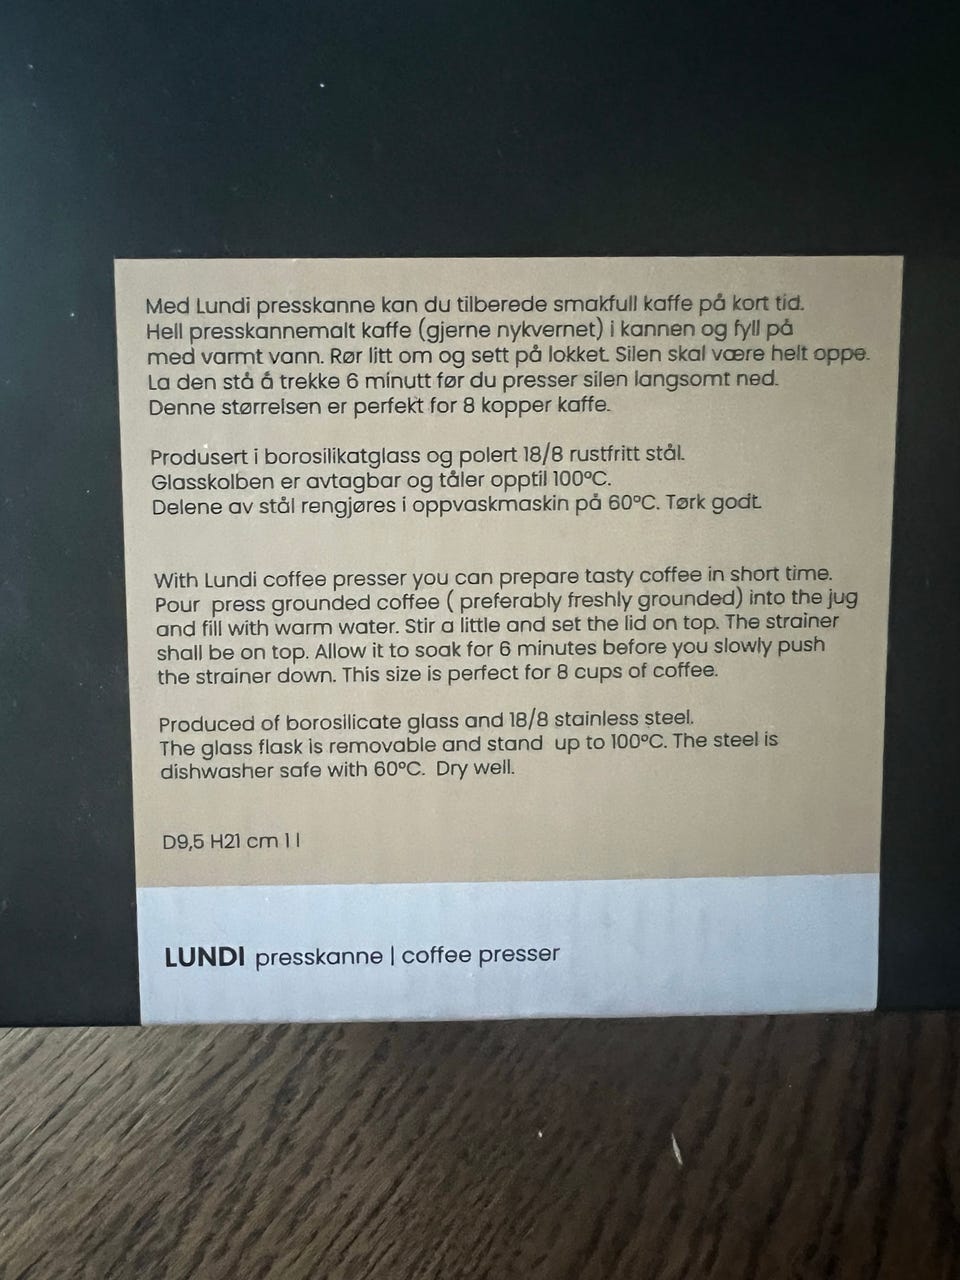 Med Lundi presskanne kan du tilberede smakfull kaffe på kort tid.
Hell presskannemalt kaffe (gjerne nykvernet) i kannen og fyll på
med varmt vann. Rør litt om og sett på lokket. Silen skal være helt oppe.
La den stå å trekke 6 minutt før du presser silen langsomt ned.
Denne størrelsen er perfekt for 8 kopper kaffe.

Produsert i borosilikatglass og polert 18/8 rustfritt stål.
Glasskolben er avtagbar og tåler opptil 100°C.
Delene av stål rengjøres i oppvaskmaskin på 60°C. Tørk godt.

With Lundi coffee presser you can prepare tasty coffee in short time.
Pour  press grounded coffee ( preferably freshly grounded) into the jug
and fill with warm water. Stir a little and set the lid on top. The strainer
shall be on top. Allow it to soak for 6 minutes before you slowly push
the strainer down. This size is perfect for 8 cups of coffee.

Produced of borosilicate glass and 18/8 stainless steel.
The glass flask is removable and stand  up to 100°C. The steel is
dishwasher safe with 60°C.  Dry well.

D9,5 H21 cm 1 l

LUNDI presskanne | coffee presser